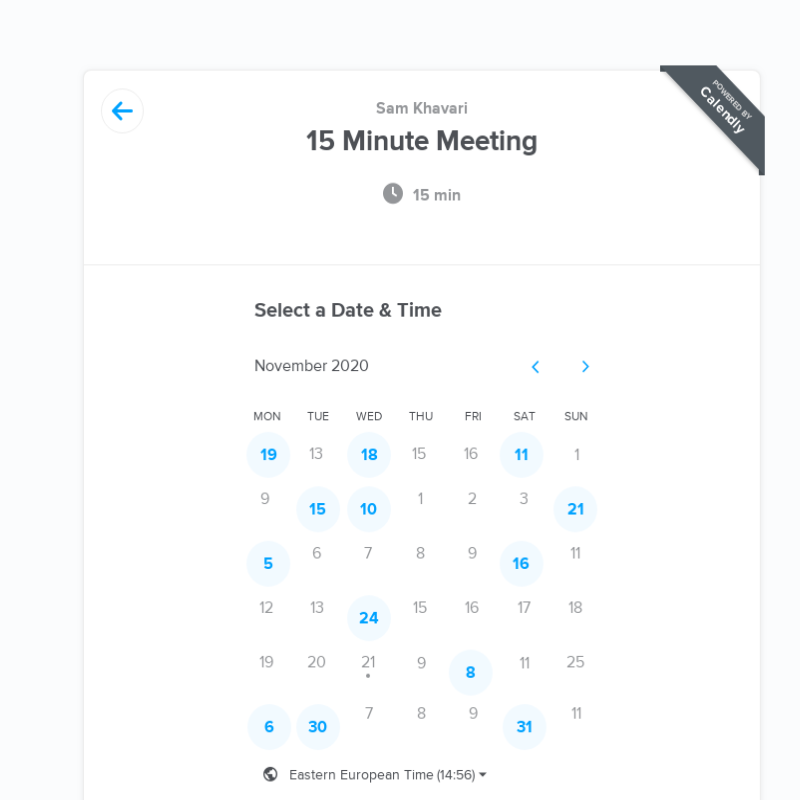 POWERED BY
Calendly
Sam Khavari
15 Minute Meeting
15 min
Select a Date & Time
November 2020
MON TUE WED THU FRI SAT SUN
19 13 18 15 16 11 1
9 15 10 1 2 3 21
5 6 7 8 9 16 11
12 13 24 15 16 17 18
19 20 21 9 8 11 25
6 30 7 8 9 31 11
Eastern European Time (14:56)